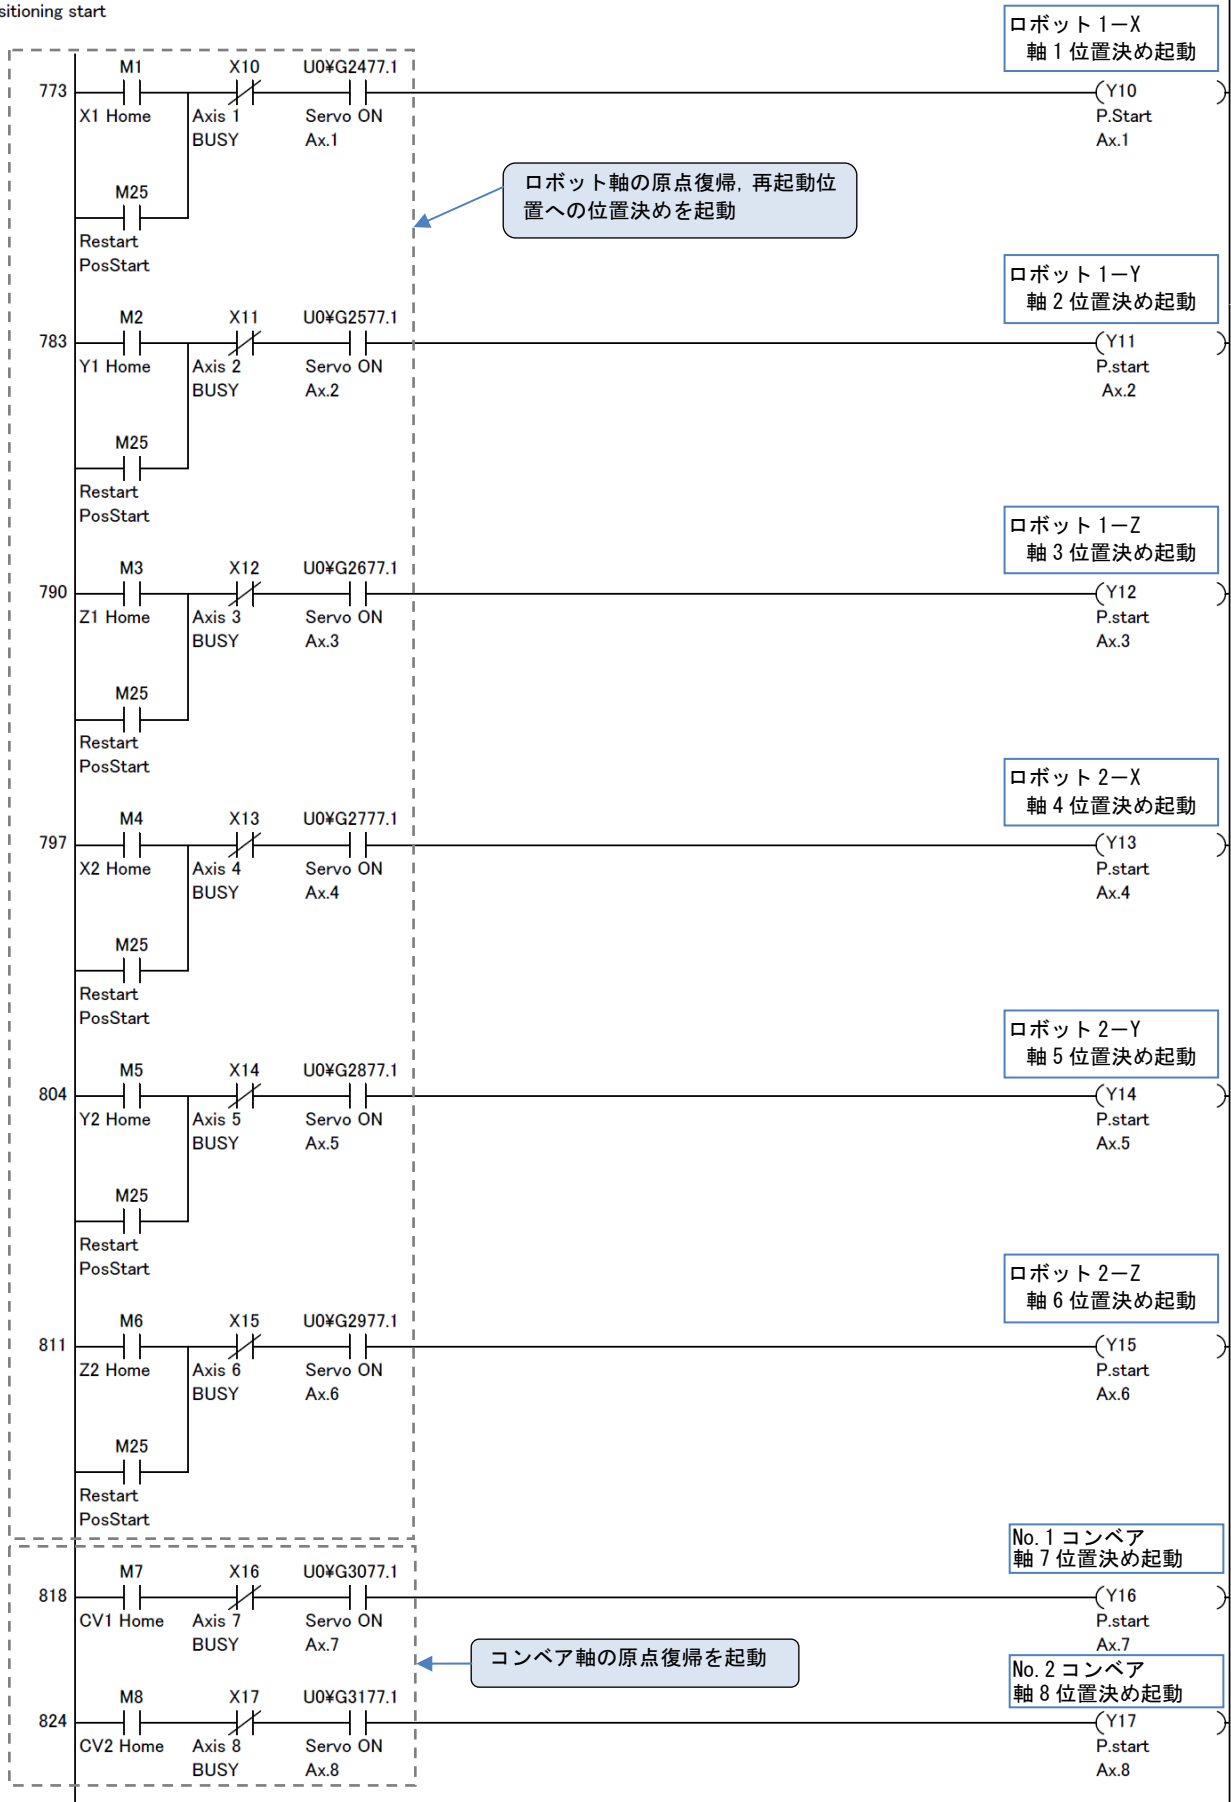 sitioning start
ロボット1－X
軸1位置決め起動
M1 X10 U0¥G2477.1
773 (Y10 )
X1 Home Axis 1 Servo ON P.Start
BUSY Ax.1 Ax.1
M25
Restart
PosStart
ロボット軸の原点復帰，再起動位
置への位置決めを起動
ロボット1－Y
軸2位置決め起動
M2 X11 U0¥G2577.1
783 (Y11 )
Y1 Home Axis 2 Servo ON P.start
BUSY Ax.2 Ax.2
M25
Restart
PosStart
ロボット1－Z
軸3位置決め起動
M3 X12 U0¥G2677.1
790 (Y12 )
Z1 Home Axis 3 Servo ON P.start
BUSY Ax.3 Ax.3
M25
Restart
PosStart
ロボット2－X
軸4位置決め起動
M4 X13 U0¥G2777.1
797 (Y13 )
X2 Home Axis 4 Servo ON P.start
BUSY Ax.4 Ax.4
M25
Restart
PosStart
ロボット2－Y
軸5位置決め起動
M5 X14 U0¥G2877.1
804 (Y14 )
Y2 Home Axis 5 Servo ON P.start
BUSY Ax.5 Ax.5
M25
Restart
PosStart
ロボット2－Z
軸6位置決め起動
M6 X15 U0¥G2977.1
811 (Y15 )
Z2 Home Axis 6 Servo ON P.start
BUSY Ax.6 Ax.6
M25
Restart
PosStart
No.1コンベア
軸7位置決め起動
M7 X16 U0¥G3077.1
818 (Y16 )
CV1 Home Axis 7 Servo ON P.start
BUSY Ax.7 Ax.7
コンベア軸の原点復帰を起動
No.2コンベア
軸8位置決め起動
M8 X17 U0¥G3177.1
824 (Y17 )
CV2 Home Axis 8 Servo ON P.start
BUSY Ax.8 Ax.8